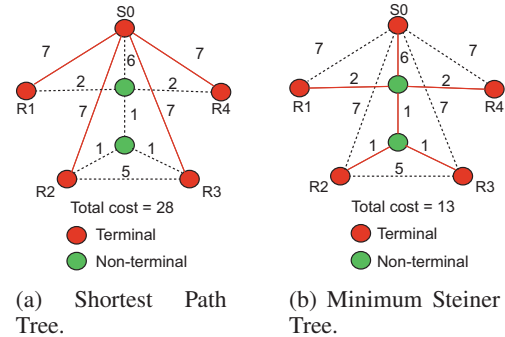 S0
7
6
7
2
2
R1
7
7
R4
1
1
1
5
R2
R3
Total cost = 28
Terminal
Non-terminal
(a) Shortest Path
Tree.
S0
7
6
7
2
2
R1
7
7
R4
1
1
1
5
R2
R3
Total cost = 13
Terminal
Non-terminal
(b) Minimum Steiner
Tree.